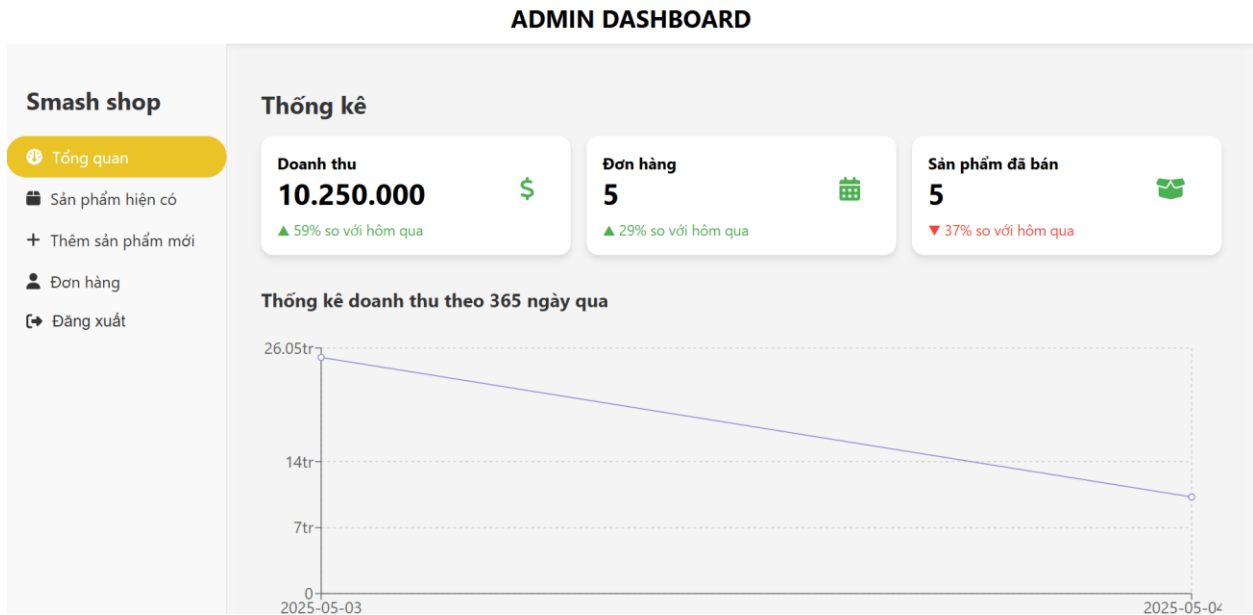 ADMIN DASHBOARD
Smash shop
Tổng quan
Sản phẩm hiện có
Thêm sản phẩm mới
Đơn hàng
Đăng xuất
Thống kê
Doanh thu
10.250.000
▲ 59% so với hôm qua
Đơn hàng
5
▲ 29% so với hôm qua
Sản phẩm đã bán
5
▼ 37% so với hôm qua
Thống kê doanh thu theo 365 ngày qua
26.05tr
14tr
7tr
0
2025-05-03
2025-05-04